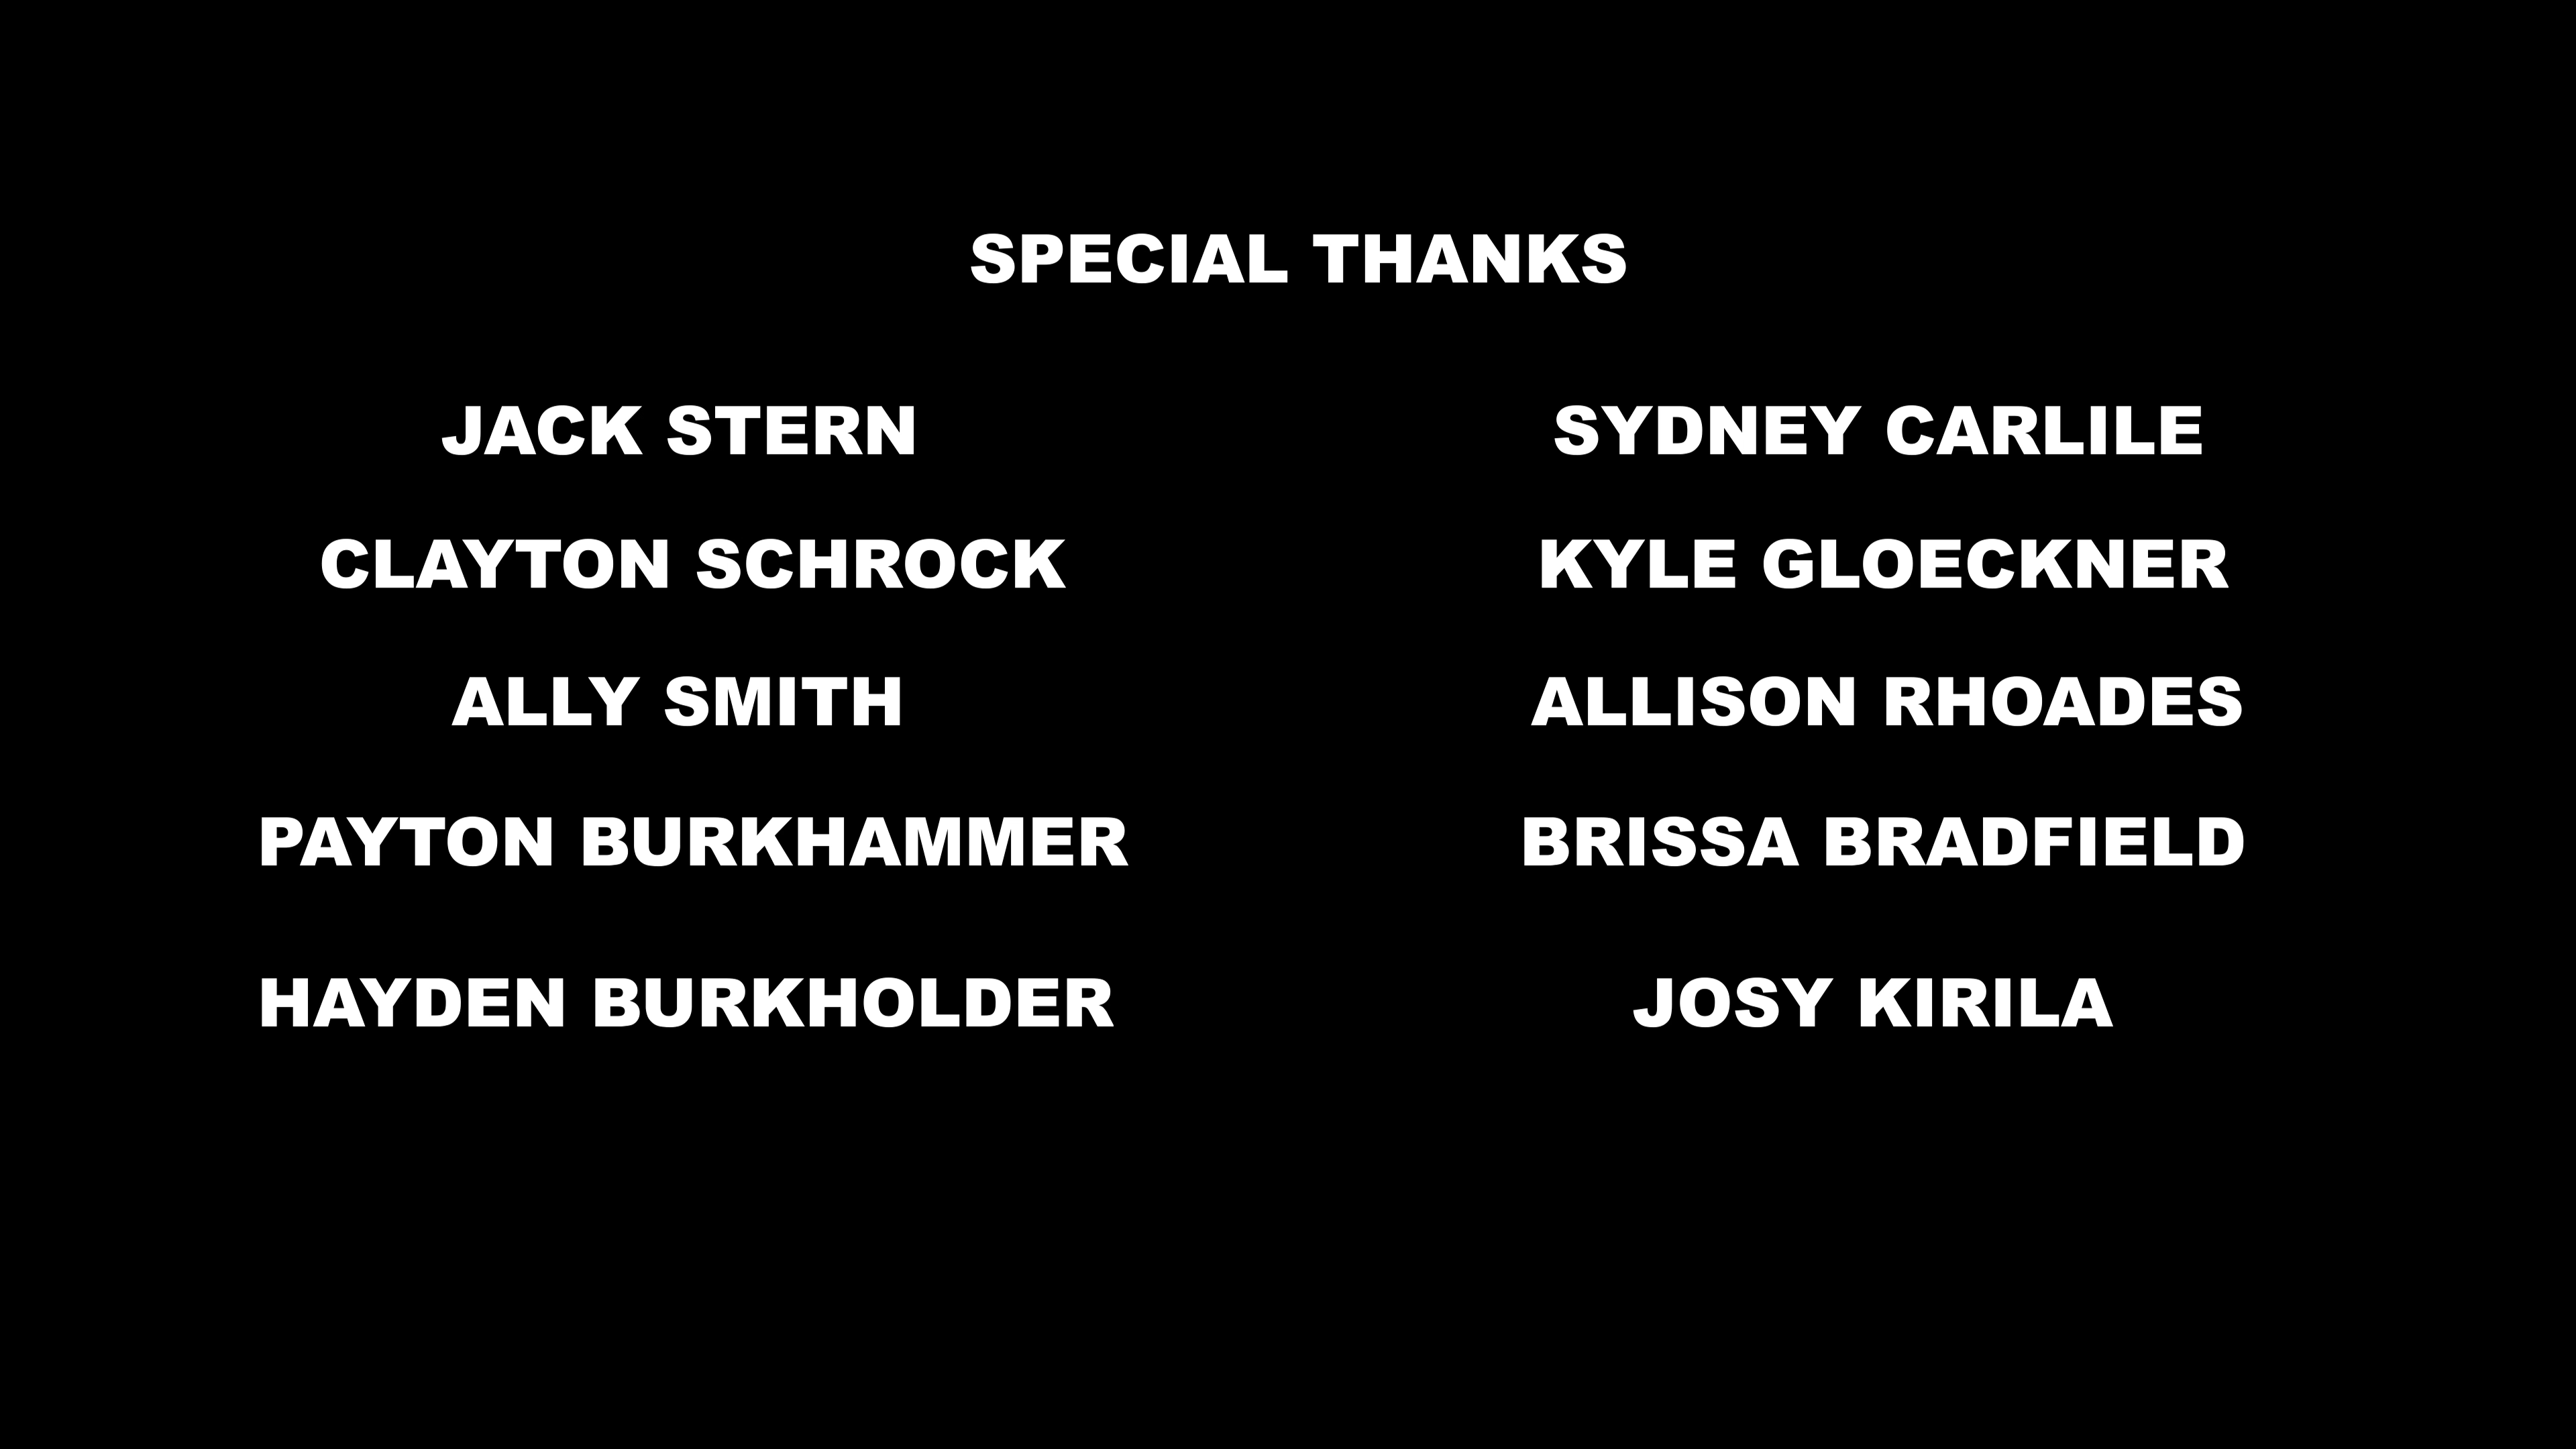 SPECIAL THANKS
JACK STERN
SYDNEY CARLILE
CLAYTON SCHROCK
KYLE GLOECKNER
ALLY SMITH
ALLISON RHOADES
PAYTON BURKHAMMER
BRISSA BRADFIELD
HAYDEN BURKHOLDER
JOSY KIRILA